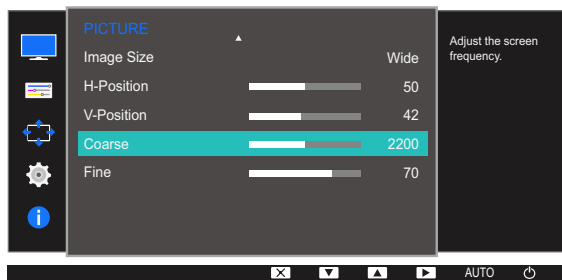 PICTURE
Image Size Wide
H-Position 50
V-Position 42
Coarse 2200
Fine 70
Adjust the screen
frequency.
AUTO